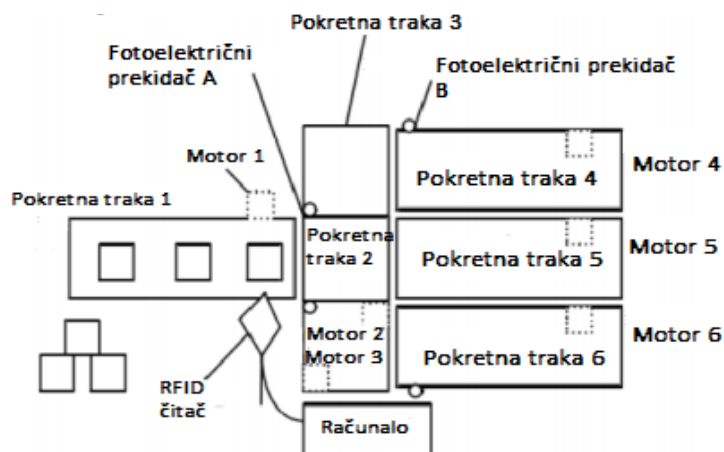 Pokretna traka 3
Fotoelektrični
prekidač A
Fotoelektrični prekidač
B
Motor 1
Pokretna traka 1
Pokretna traka 4
Motor 4
Pokretna
traka 2
Pokretna traka 5
Motor 5
Motor 2
Motor 3
Pokretna traka 6
Motor 6
RFID
čitač
Računalo